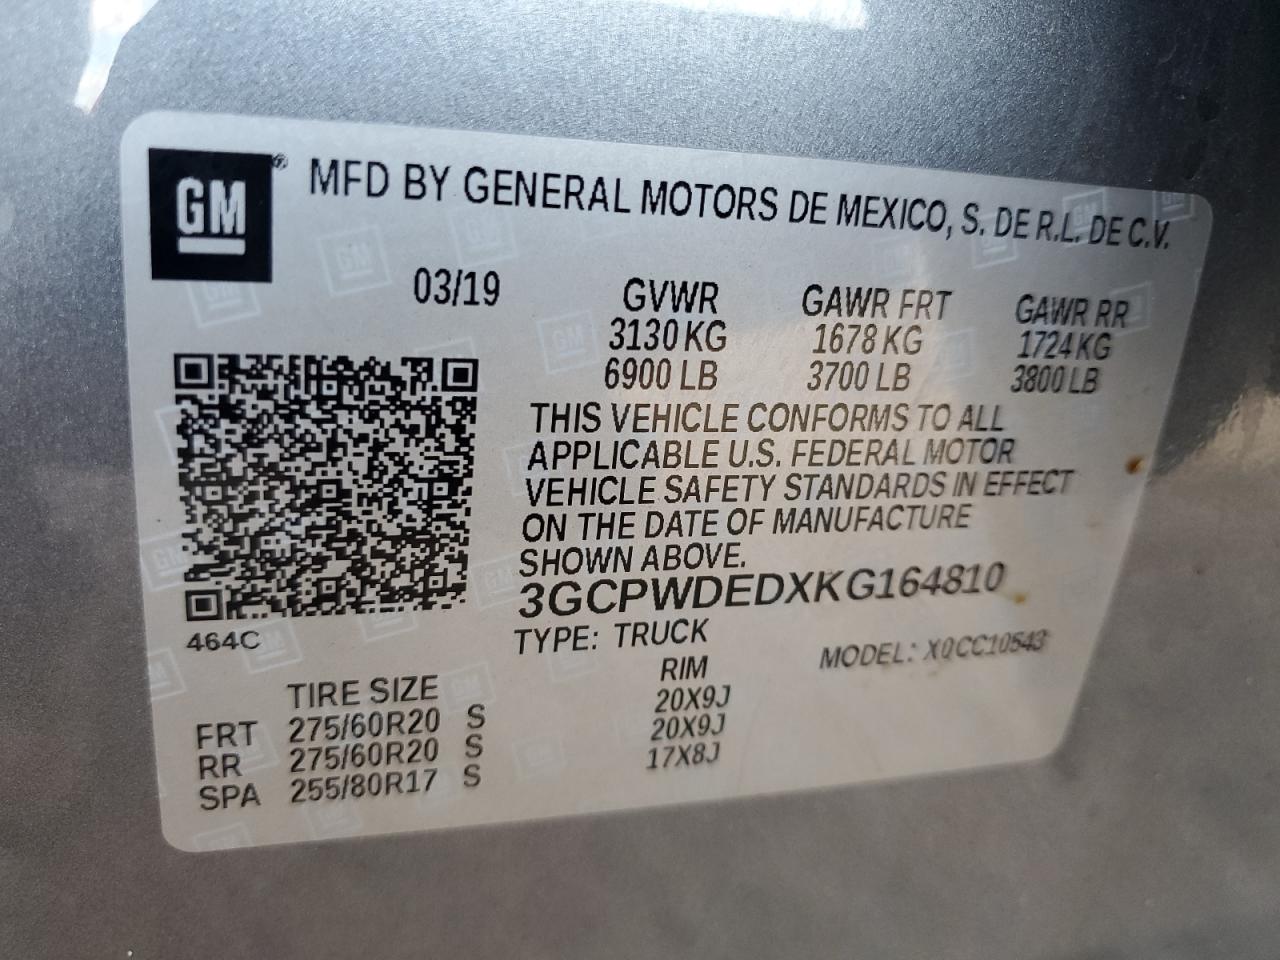 GM ® MFD BY GENERAL MOTORS DE MEXICO, S. DE R.L. DE C.V.
03/19 GVWR GAWR FRT GAWR RR
3130 KG 1678 KG 1724 KG
6900 LB 3700 LB 3800 LB
THIS VEHICLE CONFORMS TO ALL
APPLICABLE U.S. FEDERAL MOTOR
VEHICLE SAFETY STANDARDS IN EFFECT
ON THE DATE OF MANUFACTURE
SHOWN ABOVE.
3GCPWDEDXKG164810
464C
TYPE: TRUCK MODEL: X0CC10543
TIRE SIZE RIM
FRT 275/60R20 S 20X9J
RR 275/60R20 S 20X9J
SPA 255/80R17 S 17X8J